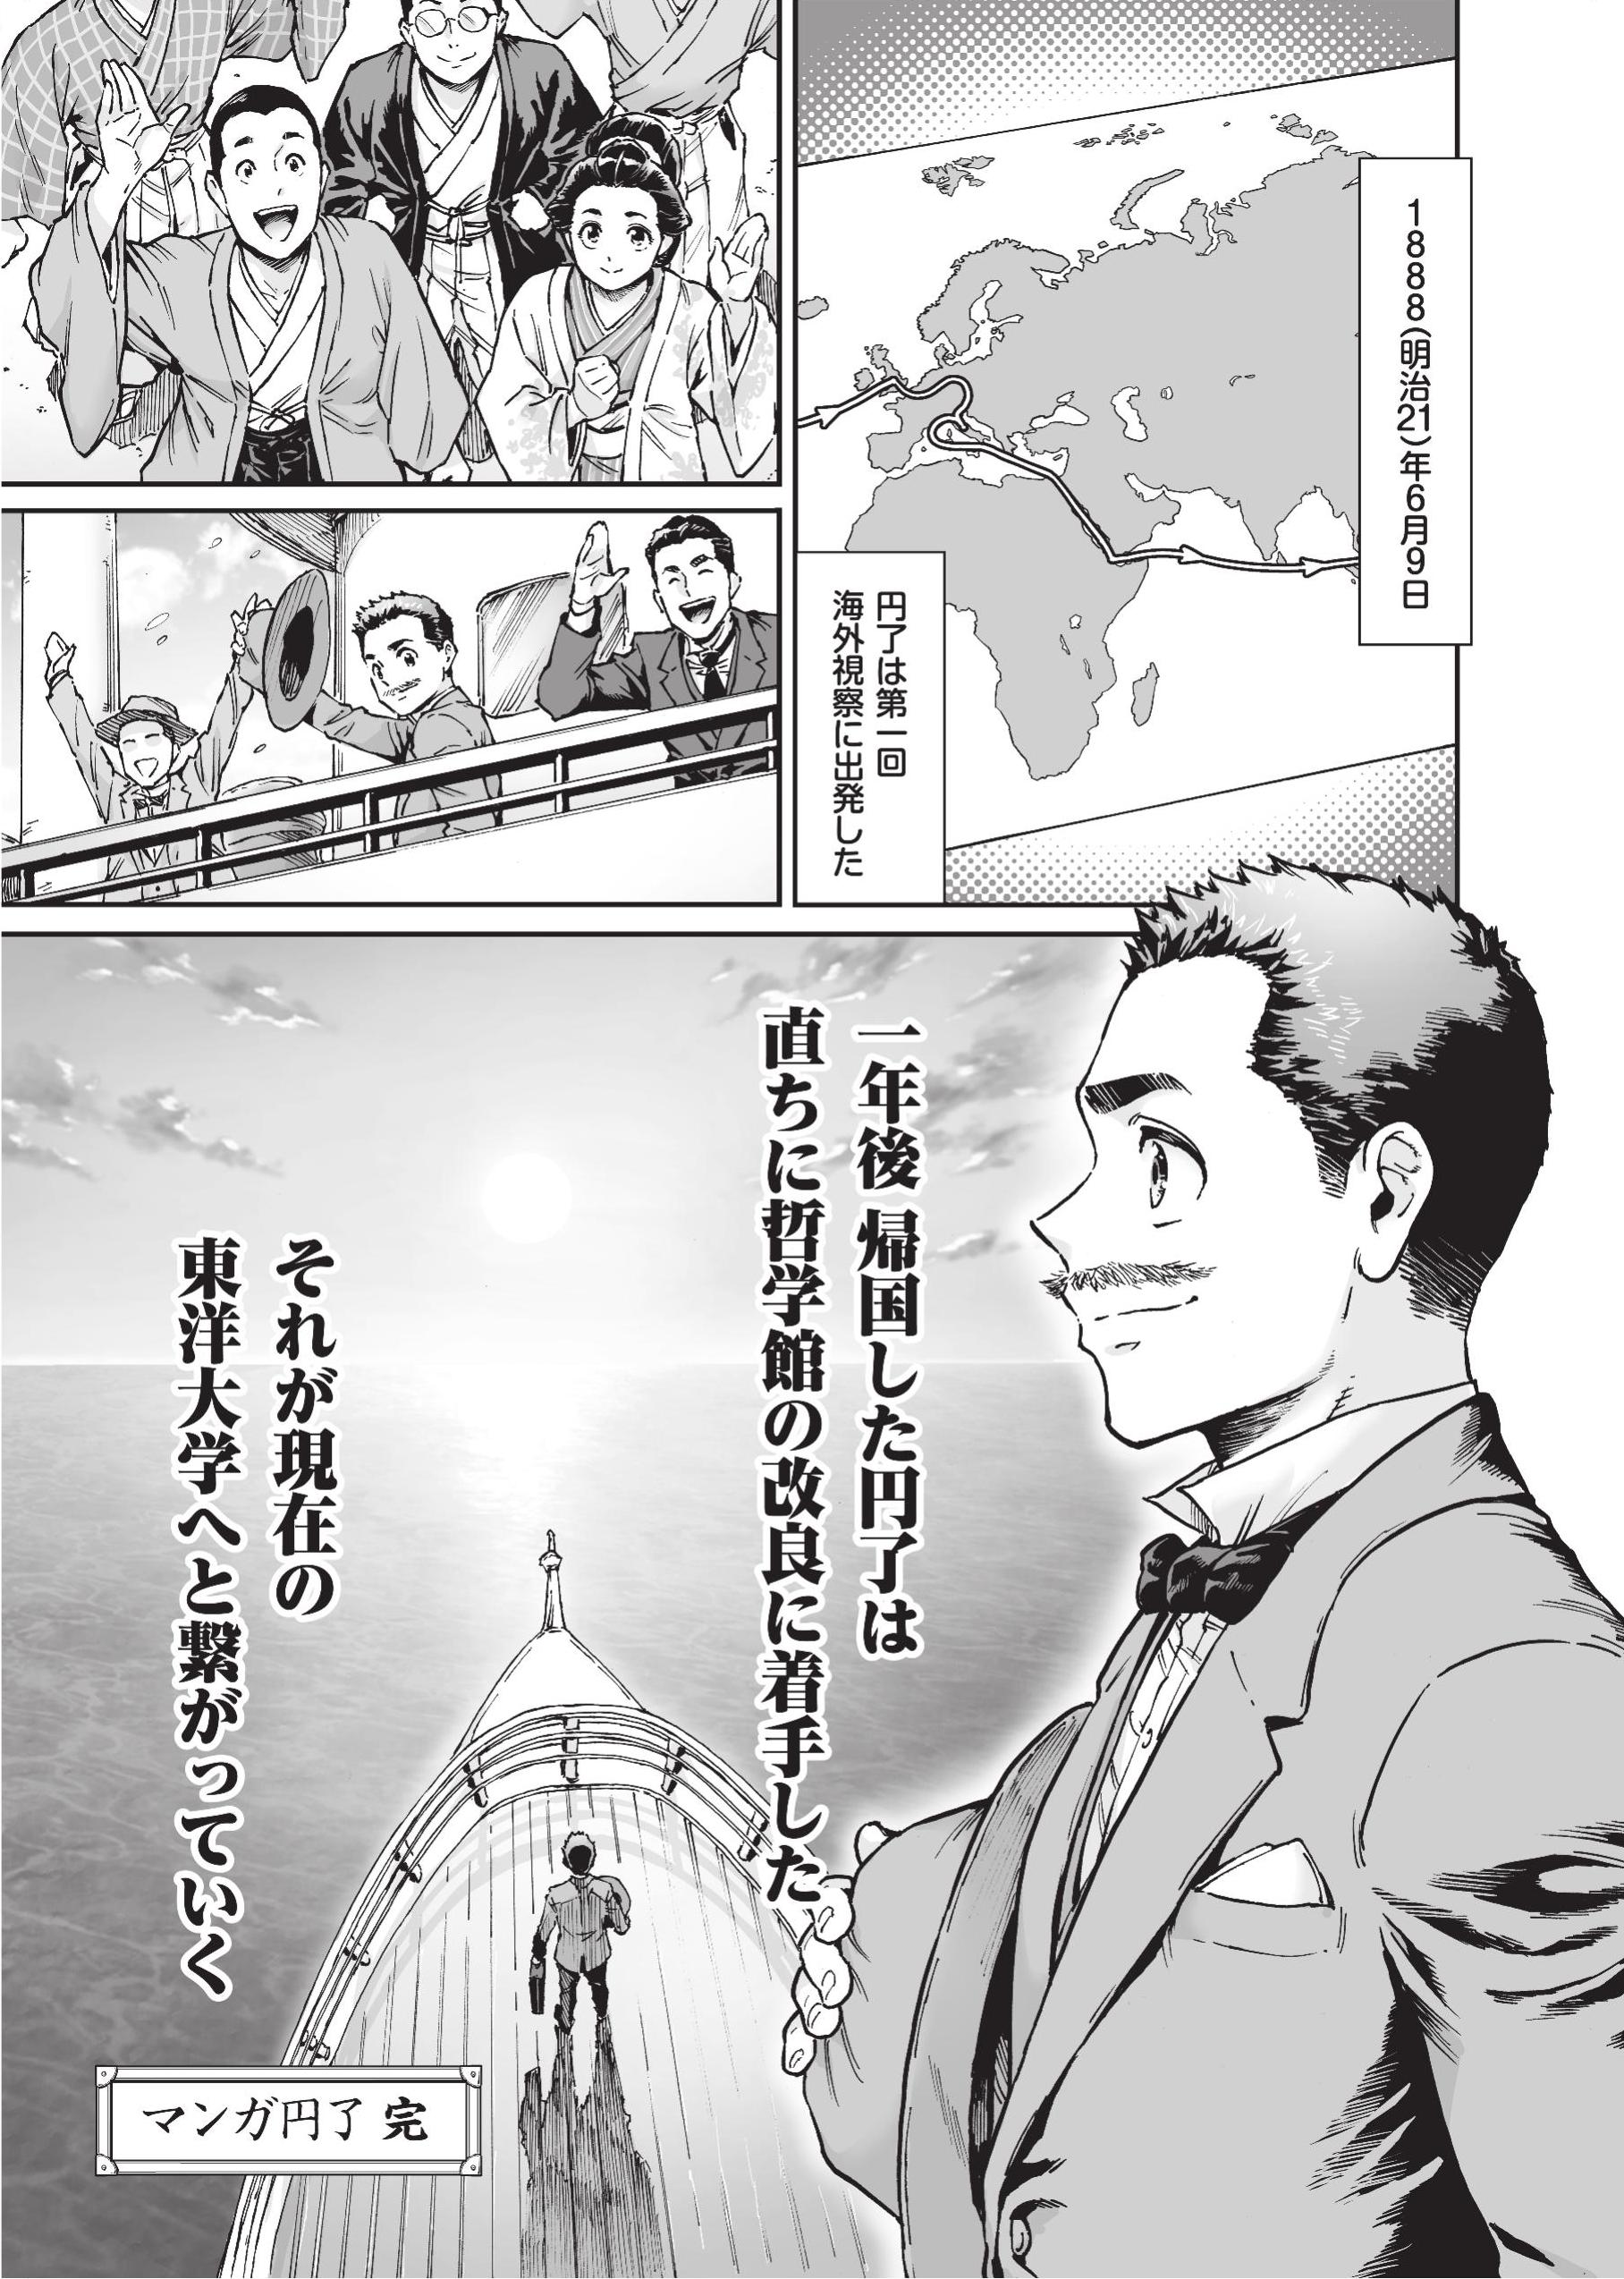 1888(明治21)年6月9日
円了は第一回
海外視察に出発した
一年後 帰国した円了は
直ちに哲学館の改良に着手した
それが現在の
東洋大学へと繋がっていく
マンガ円了 完